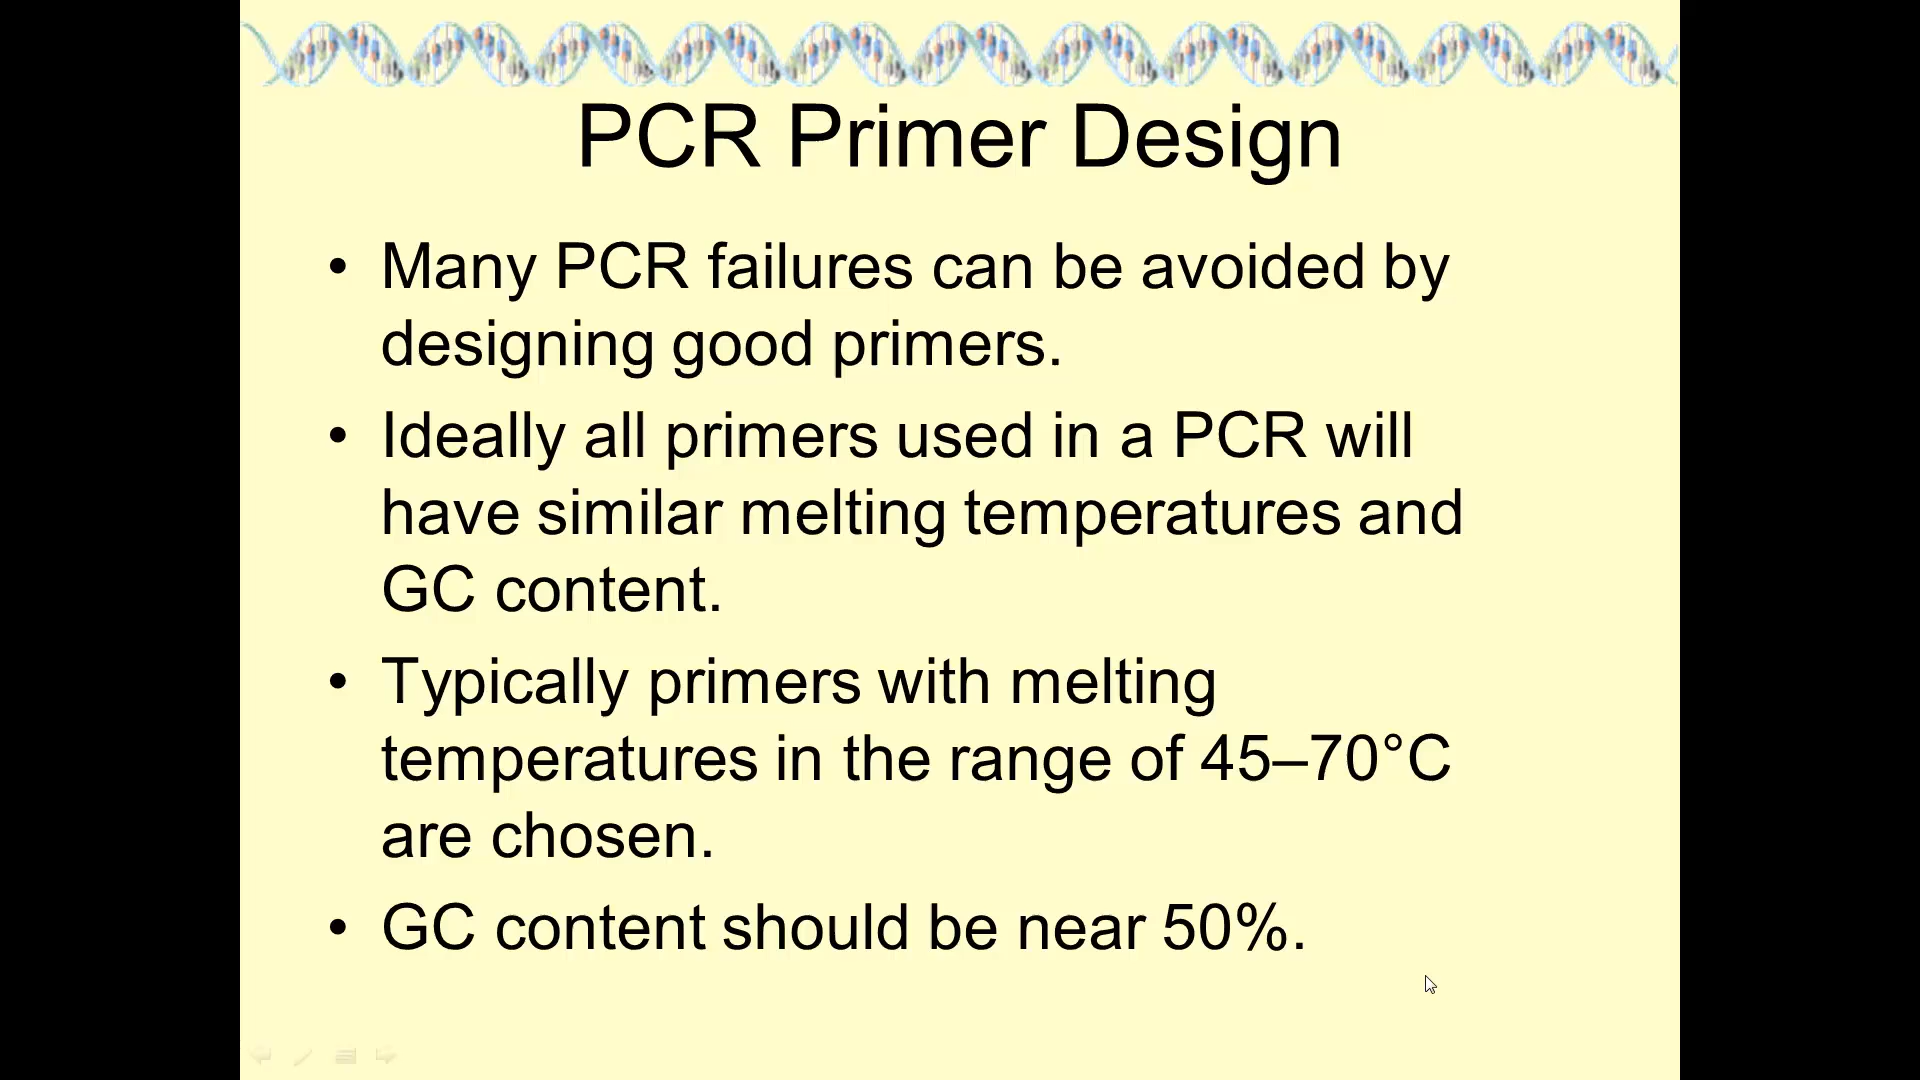 PCR Primer Design
• Many PCR failures can be avoided by
designing good primers.
• Ideally all primers used in a PCR will
have similar melting temperatures and
GC content.
• Typically primers with melting
temperatures in the range of 45–70°C
are chosen.
• GC content should be near 50%.